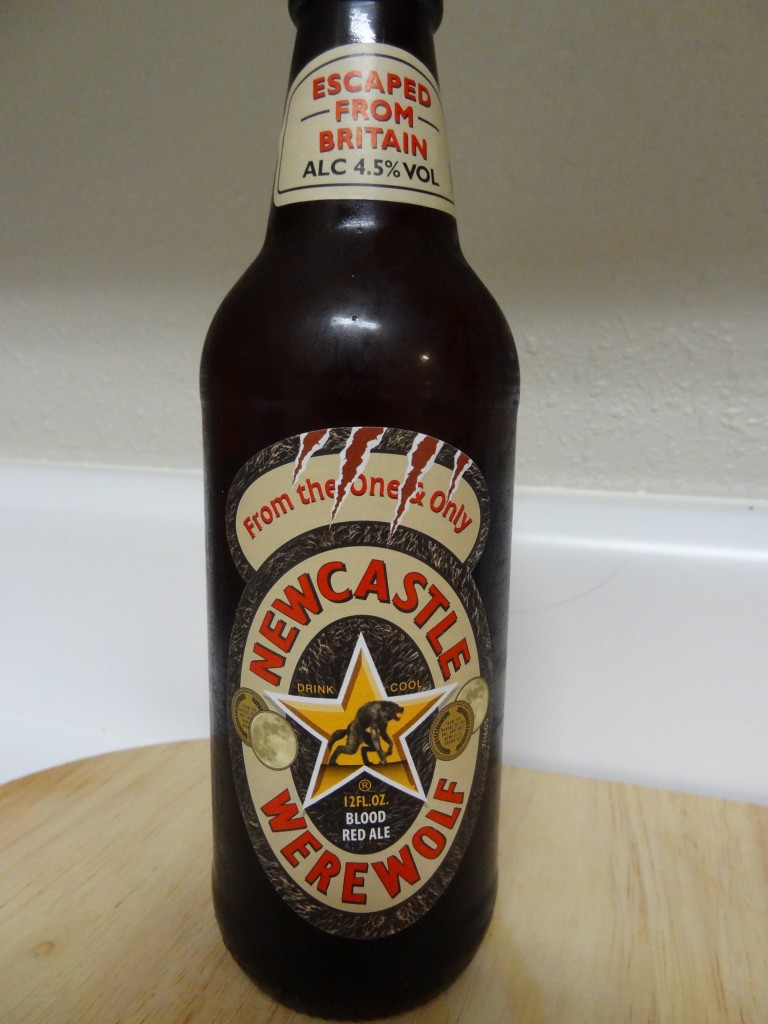 ESCAPED
FROM
BRITAIN
ALC 4.5% VOL
From the One & Only
NEWCASTLE
DRINK COOL
®
12FL.OZ.
BLOOD
RED ALE
WEREWOLF